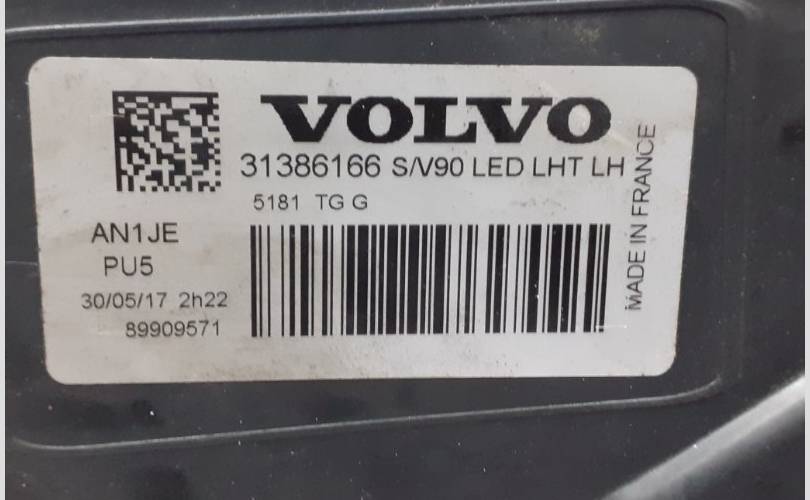 VOLVO
31386166 S/V90 LED LHT LH
5181 TG G
AN1JE
PU5
30/05/17 2h22
89909571
MADE IN FRANCE